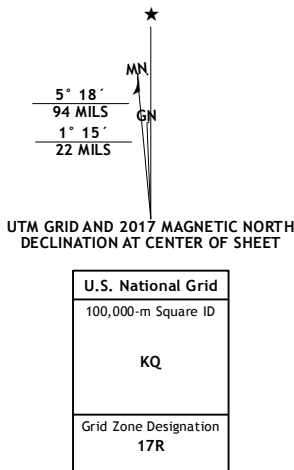 MN
5° 18´
94 MILS
GN
1° 15´
22 MILS
UTM GRID AND 2017 MAGNETIC NORTH
DECLINATION AT CENTER OF SHEET
U.S. National Grid
100,000-m Square ID
KQ
Grid Zone Designation
17R